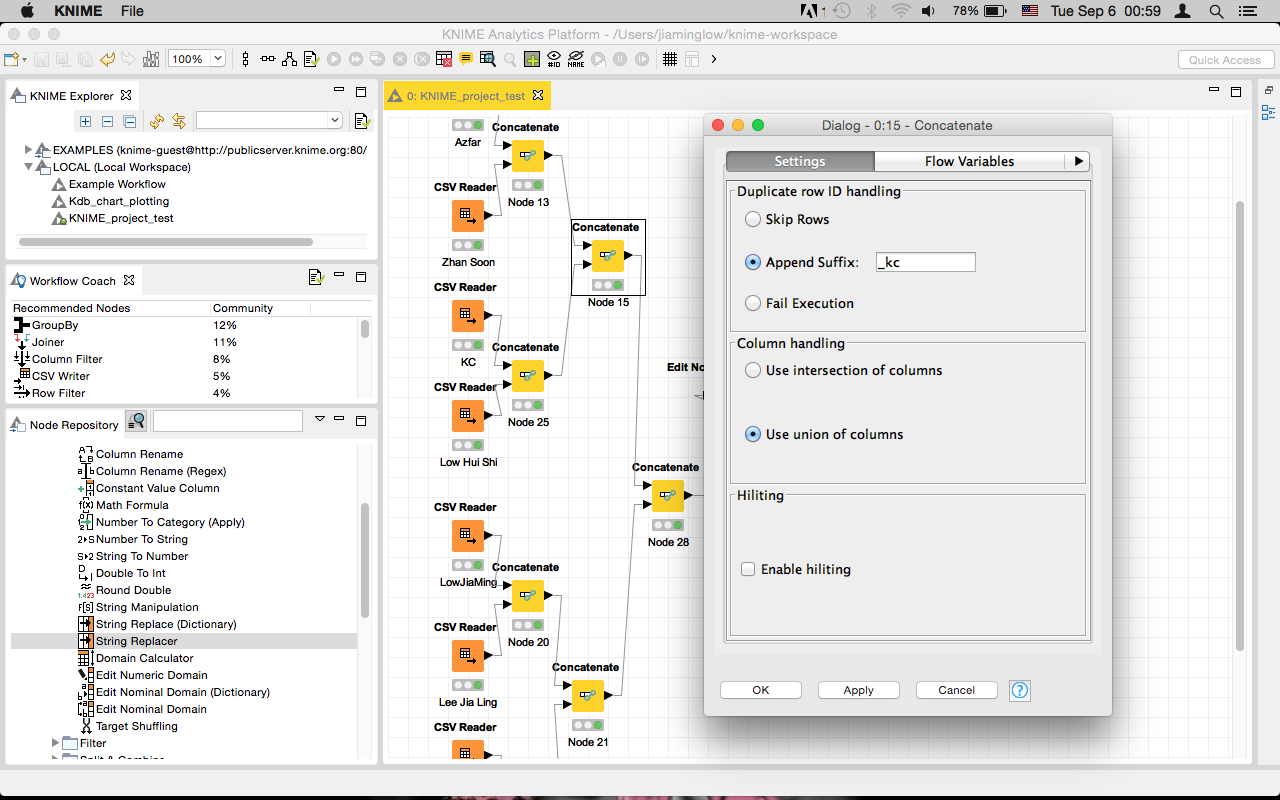 KNIME File 1 78% Tue Sep 6 00:59
KNIME Analytics Platform - /Users/jiaminglow/knime-workspace
100% #ID NAME Quick Access
KNIME Explorer
EXAMPLES (knime-guest@http://publicserver.knime.org:80/
LOCAL (Local Workspace)
Example Workflow
Kdb_chart_plotting
KNIME_project_test
Workflow Coach
Recommended Nodes Community
GroupBy 12%
Joiner 11%
Column Filter 8%
CSV Writer 5%
Row Filter 4%
Node Repository
Column Rename
Column Rename (Regex)
Constant Value Column
Math Formula
Number To Category (Apply)
Number To String
String To Number
Double To Int
Round Double
String Manipulation
String Replace (Dictionary)
String Replacer
Domain Calculator
Edit Numeric Domain
Edit Nominal Domain (Dictionary)
Edit Nominal Domain
Target Shuffling
Filter
Split & Combine
0: KNIME_project_test
Azfar
Concatenate
Node 13
CSV Reader
Zhan Soon
Concatenate
Node 15
CSV Reader
KC
Concatenate
Node 25
CSV Reader
Low Hui Shi
Edit No
Concatenate
Node 28
CSV Reader
LowJiaMing
Concatenate
Node 20
CSV Reader
Lee Jia Ling
Concatenate
Node 21
CSV Reader
Dialog - 0:15 - Concatenate
Settings Flow Variables
Duplicate row ID handling
Skip Rows
Append Suffix: _kc
Fail Execution
Column handling
Use intersection of columns
Use union of columns
Hiliting
Enable hiliting
OK Apply Cancel ?